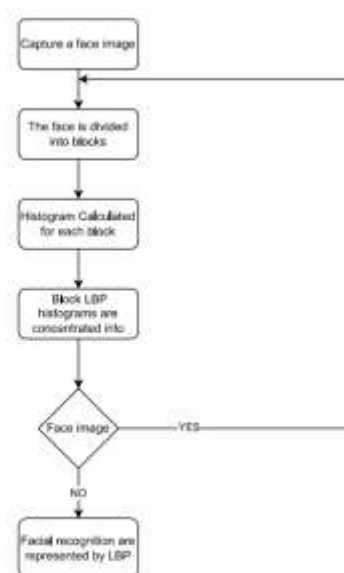 Capture a face image
The face is divided
into blocks
Histogram Calculated
for each block
Block LBP
histograms are
concentrated info
Face image
YES
NO
Facial recognition are
represented by LBP